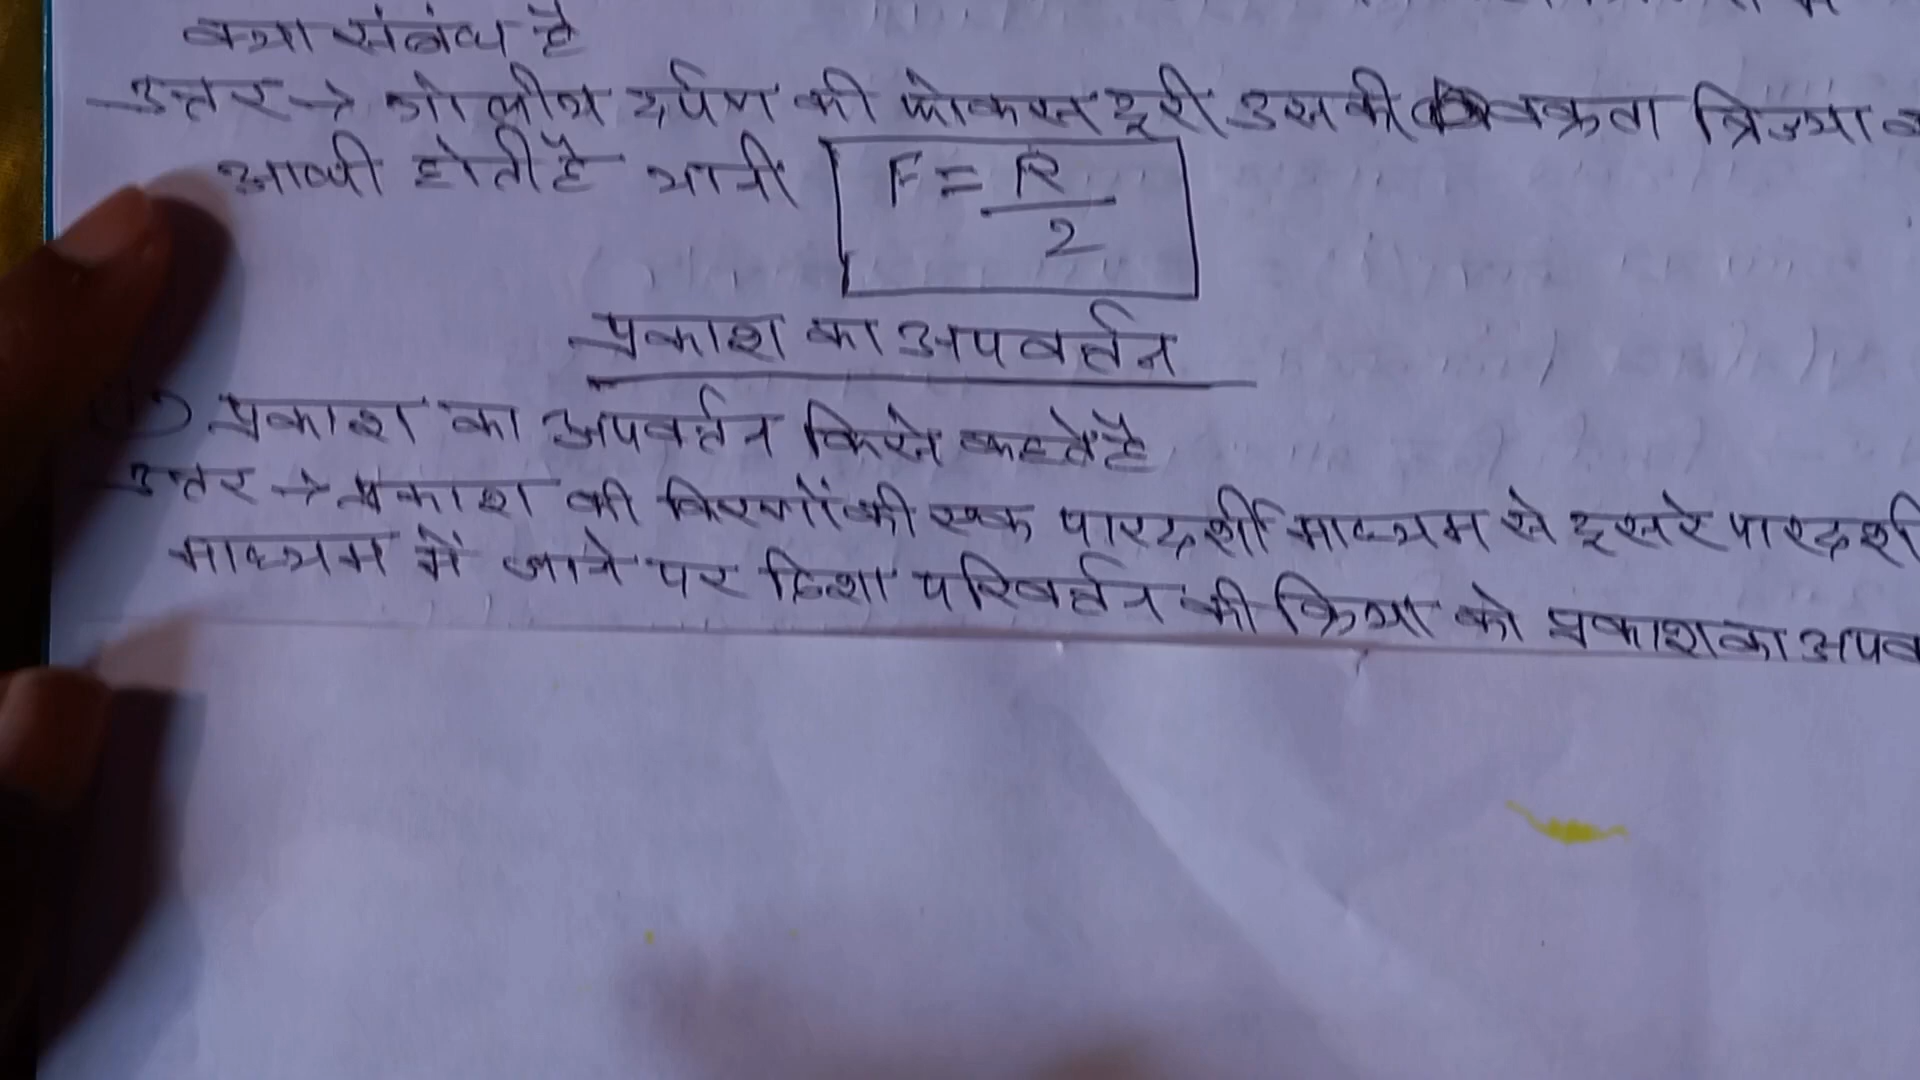 क्या संबंध है
उत्तर → गोलीय दर्पण की फोकस दूरी उसकी वक्रता त्रिज्या
आधी होती है यानी F = R/2
प्रकाश का अपवर्तन
प्रकाश का अपवर्तन किसे कहते है
उत्तर → प्रकाश की किरणों की एक पारदर्शी माध्यम से दूसरे पारदर्शी
माध्यम में जाने पर दिशा परिवर्तन की क्रिया को प्रकाश का अपव